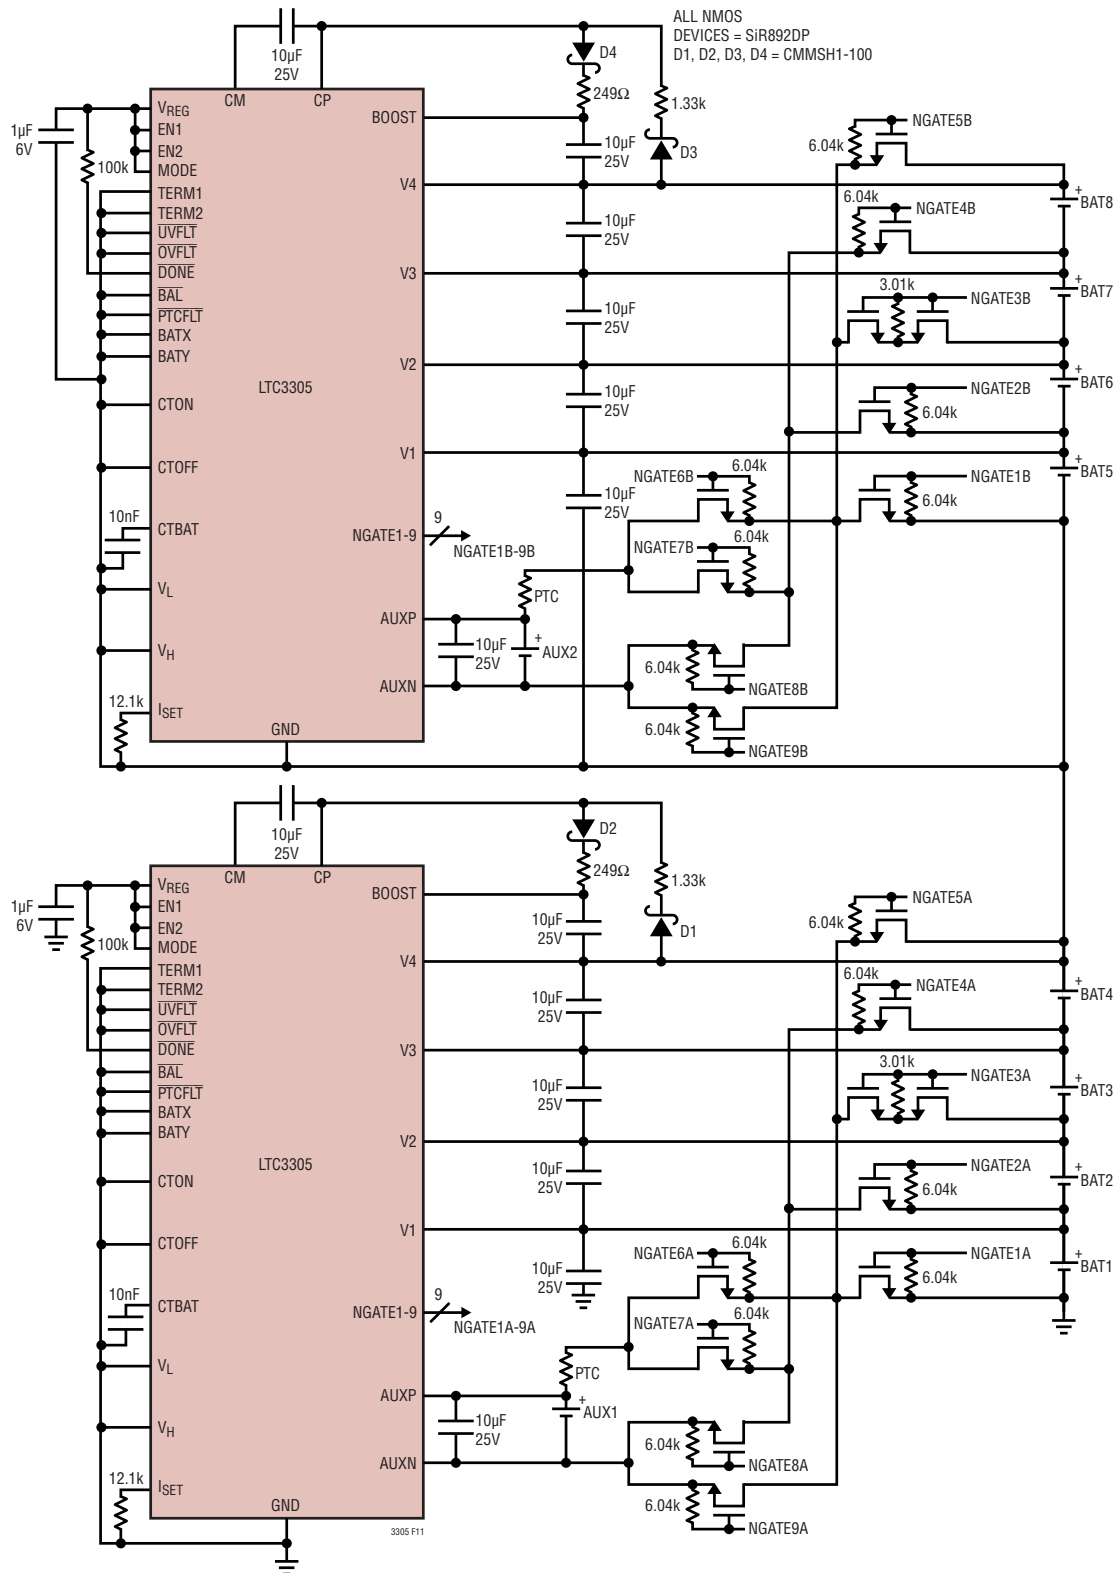 ALL NMOS
DEVICES = SiR892DP
D1, D2, D3, D4 = CMMSH1-100
10µF
25V
D4
249Ω
1.33k
CM
CP
BOOST
10µF
25V
D3
1µF
6V
100k
VREG
EN1
EN2
MODE
TERM1
TERM2
UVFLT
OVFLT
DONE
BAL
PTCFLT
BATX
BATY
CTON
CTOFF
10nF
CTBAT
VL
VH
12.1k
ISET
GND
LTC3305
V4
10µF
25V
V3
10µF
25V
V2
10µF
25V
V1
10µF
25V
NGATE1-9
9
NGATE1B-9B
AUXP
10µF
25V
AUXN
PTC
+
AUX2
6.04k
NGATE5B
6.04k
NGATE4B
3.01k
NGATE3B
NGATE2B
6.04k
NGATE6B
6.04k
NGATE1B
6.04k
NGATE7B
6.04k
6.04k
NGATE8B
6.04k
NGATE9B
+
BAT8
+
BAT7
+
BAT6
+
BAT5
10µF
25V
D2
249Ω
1.33k
CM
CP
BOOST
10µF
25V
D1
1µF
6V
100k
VREG
EN1
EN2
MODE
TERM1
TERM2
UVFLT
OVFLT
DONE
BAL
PTCFLT
BATX
BATY
CTON
CTOFF
10nF
CTBAT
VL
VH
12.1k
ISET
GND
LTC3305
V4
10µF
25V
V3
10µF
25V
V2
10µF
25V
V1
10µF
25V
NGATE1-9
9
NGATE1A-9A
AUXP
10µF
25V
AUXN
PTC
+
AUX1
6.04k
NGATE5A
6.04k
NGATE4A
3.01k
NGATE3A
NGATE2A
6.04k
NGATE6A
6.04k
NGATE1A
6.04k
NGATE7A
6.04k
6.04k
NGATE8A
6.04k
NGATE9A
+
BAT4
+
BAT3
+
BAT2
+
BAT1
3305 F11